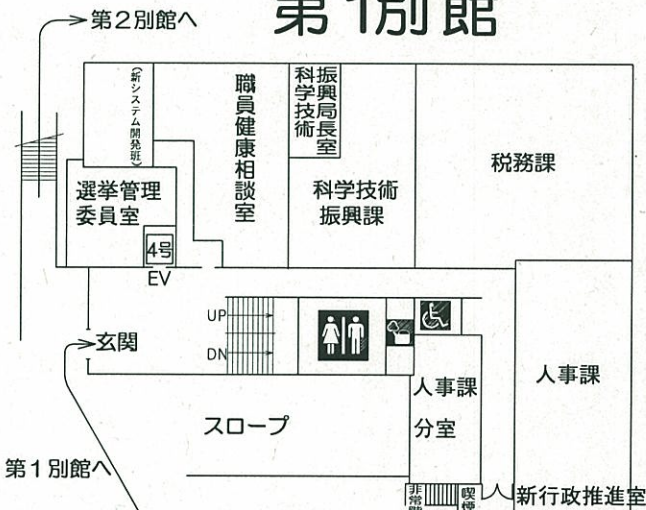 第1別館
第2別館へ
(新システム開発班)
職員健康相談室
科学技術
振興局長室
税務課
選挙管理
委員室
科学技術
振興課
4号
EV
UP
DN
玄関
人事課
人事課
分室
スロープ
第1別館へ
新行政推進室